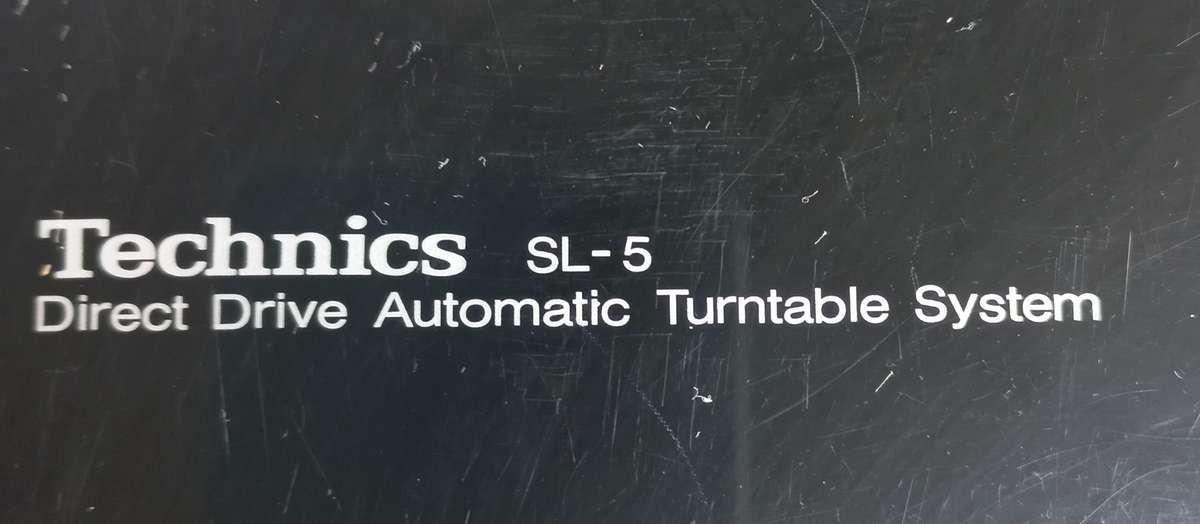 Technics SL-5
Direct Drive Automatic Turntable System